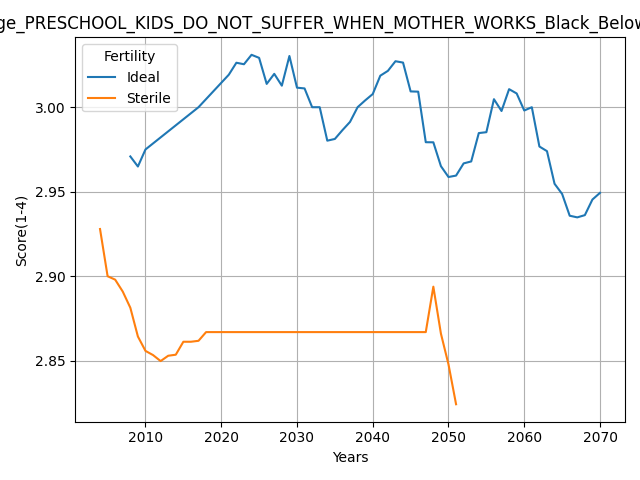 ge_PRESCHOOL_KIDS_DO_NOT_SUFFER_WHEN_MOTHER_WORKS_Black_Below
Fertility
Ideal
Sterile
3.00
2.95
2.90
2.85
Score(1-4)
2010 2020 2030 2040 2050 2060 2070
Years